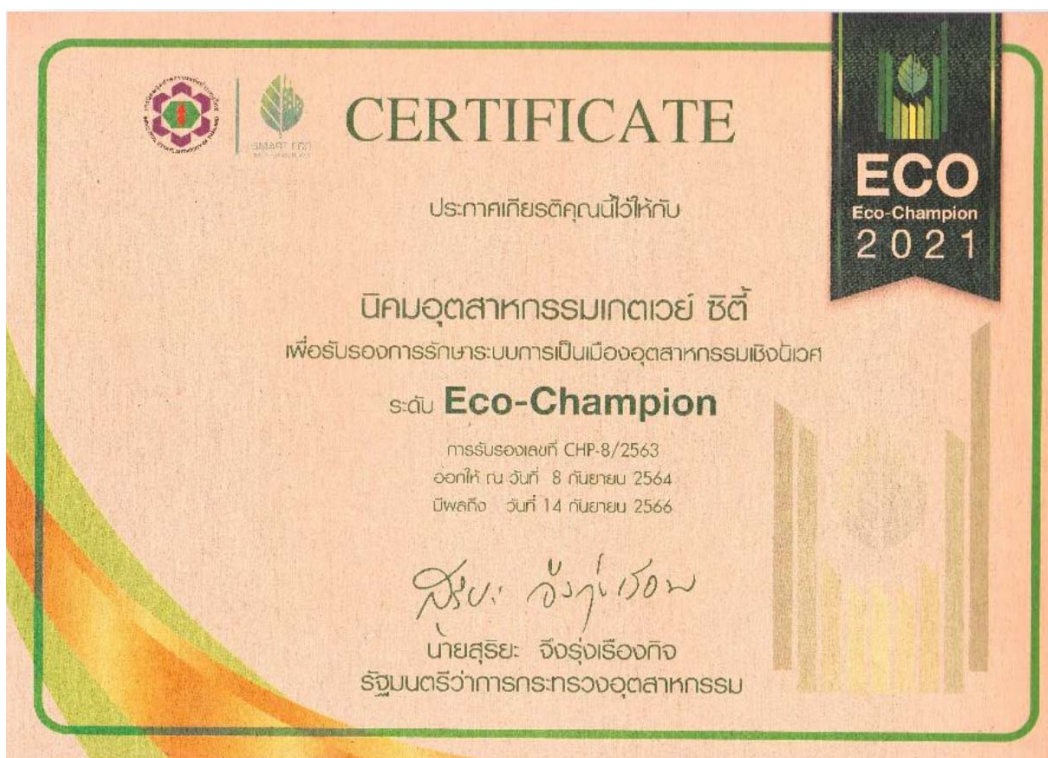 CERTIFICATE
ECO
Eco-Champion
2021
SMART ECO
ประกาศเกียรติคุณนี้ไว้ให้กับ
นิคมอุตสาหกรรมเกตเวย์ ซิตี้
เพื่อรับรองการรักษาระบบการเป็นเมืองอุตสาหกรรมเชิงนิเวศ
ระดับ Eco-Champion
การรับรองเลขที่ CHP-8/2563
ออกให้ ณ วันที่ 8 กันยายน 2564
มีผลถึง วันที่ 14 กันยายน 2566
นายสุริยะ จึงรุ่งเรืองกิจ
รัฐมนตรีว่าการกระทรวงอุตสาหกรรม